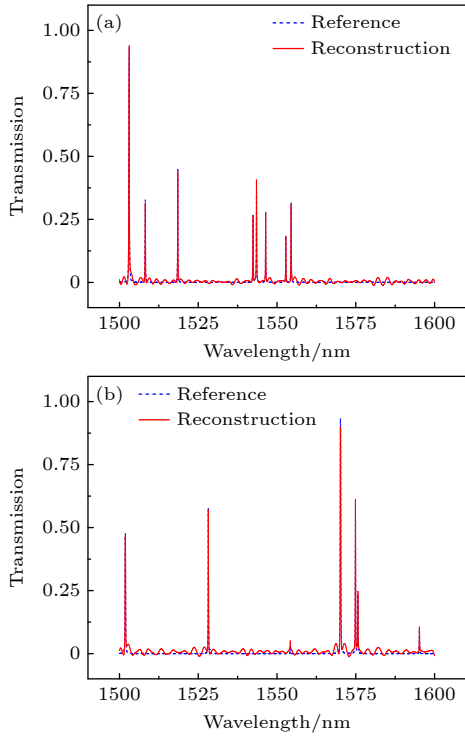 (a)
Reference
Reconstruction
1.00
0.75
0.50
0.25
0
Transmission
1500 1525 1550 1575 1600
Wavelength/nm
(b)
Reference
Reconstruction
1.00
0.75
0.50
0.25
0
Transmission
1500 1525 1550 1575 1600
Wavelength/nm